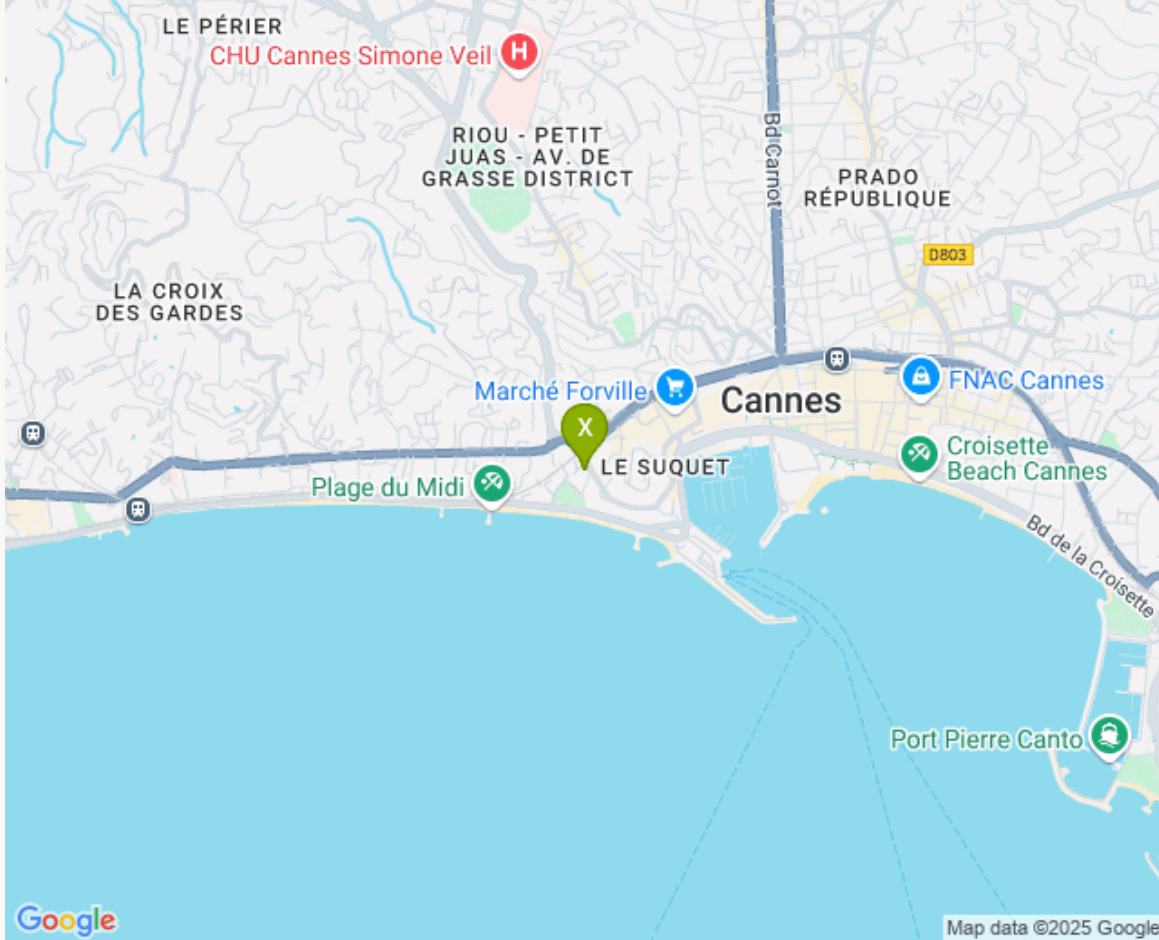 LE PÉRIER
CHU Cannes Simone Veil
H
RIOU - PETIT
JUAS - AV. DE
GRASSE DISTRICT
Bd Carnot
PRADO
RÉPUBLIQUE
D803
LA CROIX
DES GARDES
Marché Forville
Cannes
FNAC Cannes
X
LE SUQUET
Croisette
Beach Cannes
Plage du Midi
Bd de la Croisette
Port Pierre Canto
Google
Map data ©2025 Google